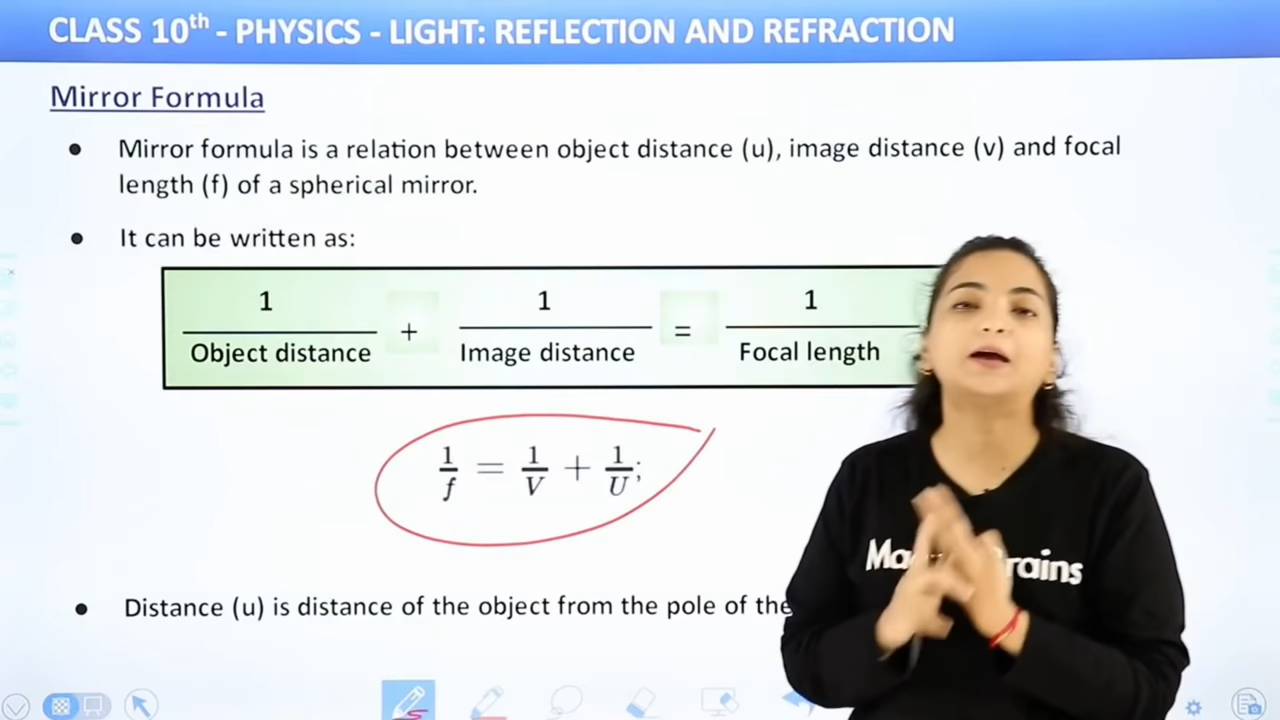 CLASS 10th - PHYSICS - LIGHT: REFLECTION AND REFRACTION
Mirror Formula
• Mirror formula is a relation between object distance (u), image distance (v) and focal
length (f) of a spherical mirror.
• It can be written as:
1 / Object distance + 1 / Image distance = 1 / Focal length
1/f = 1/V + 1/U;
• Distance (u) is distance of the object from the pole of the